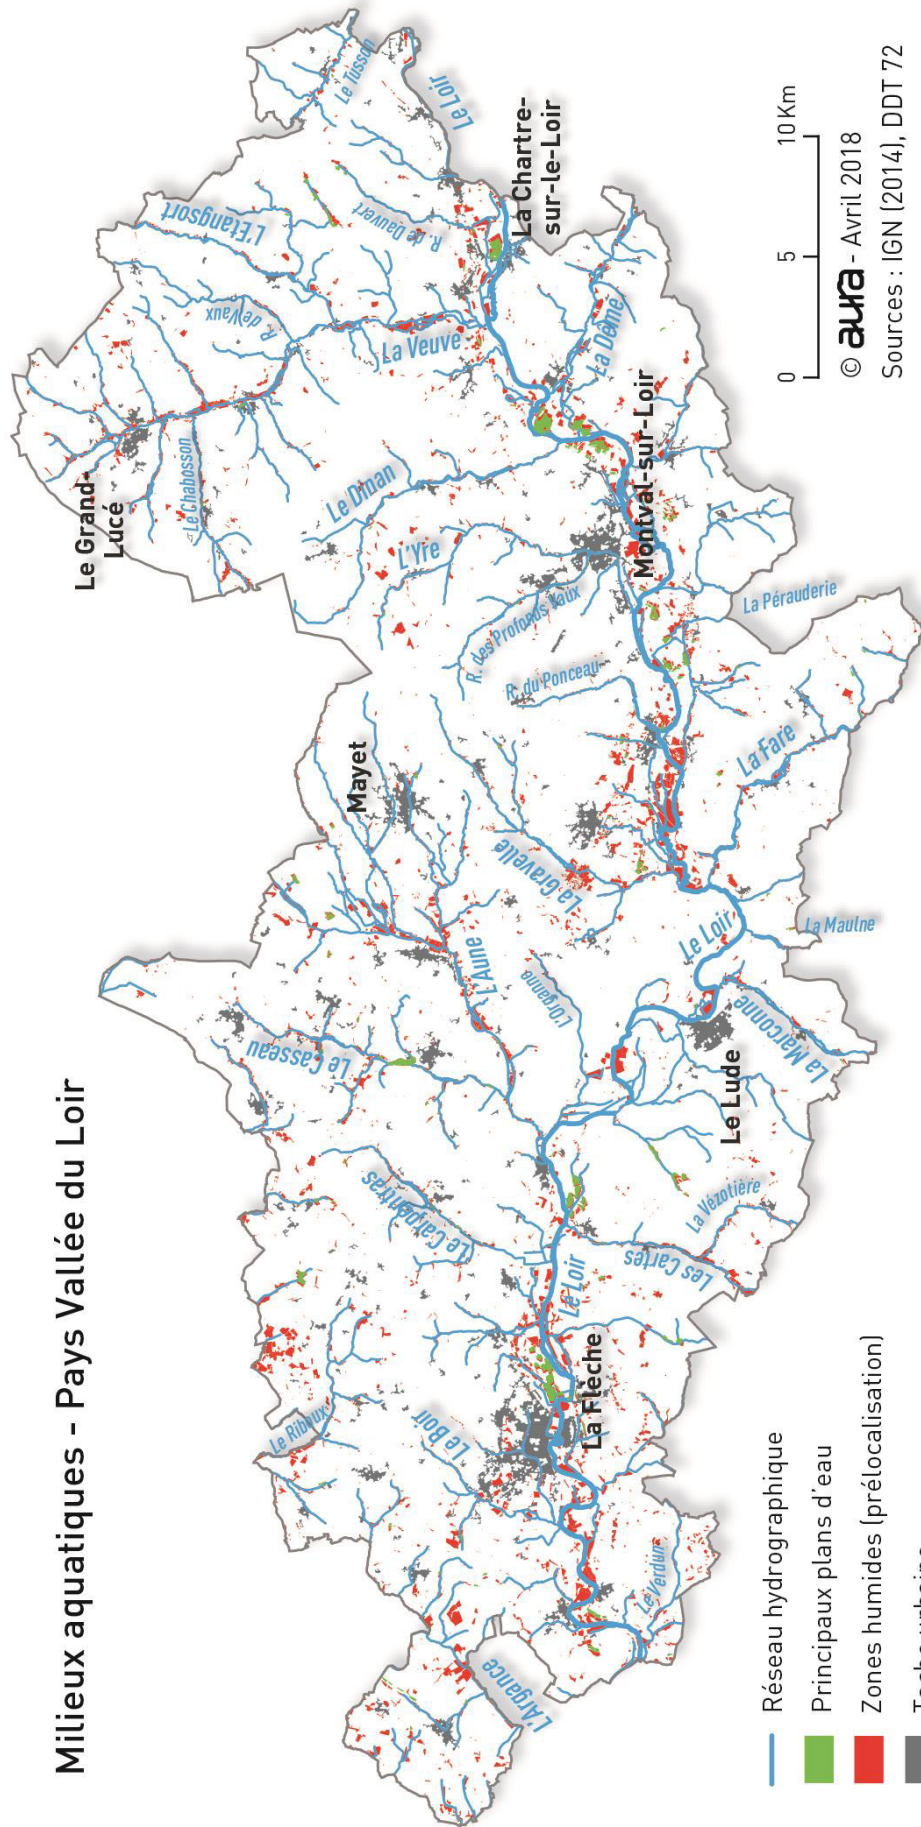 Milieux aquatiques - Pays Vallée du Loir
Le Tusson
Le Loir
L'Etangsort
R. de Dauvert
La Chartre-
sur-le-Loir
R. de Vaux
La Veuve
La Dême
Le Grand-
Lucé
Le Chabosson
Le Dinan
L'Yre
Montval-sur-Loir
R. des Profonds Vaux
La Pérauderie
R. du Ponceau
Mayet
La Fare
La Gravelle
Le Loir
La Maulne
L'Aune
L'Organne
La Marconne
Le Casseau
Le Lude
Le Carpentras
La Vézotière
Les Cartes
Le Loir
La Flèche
Le Riboux
Le Boir
Le Verdun
L'Argance
Réseau hydrographique
Principaux plans d'eau
Zones humides (prélocalisation)
0 5 10 Km
© aura - Avril 2018
Sources : IGN (2014), DDT 72